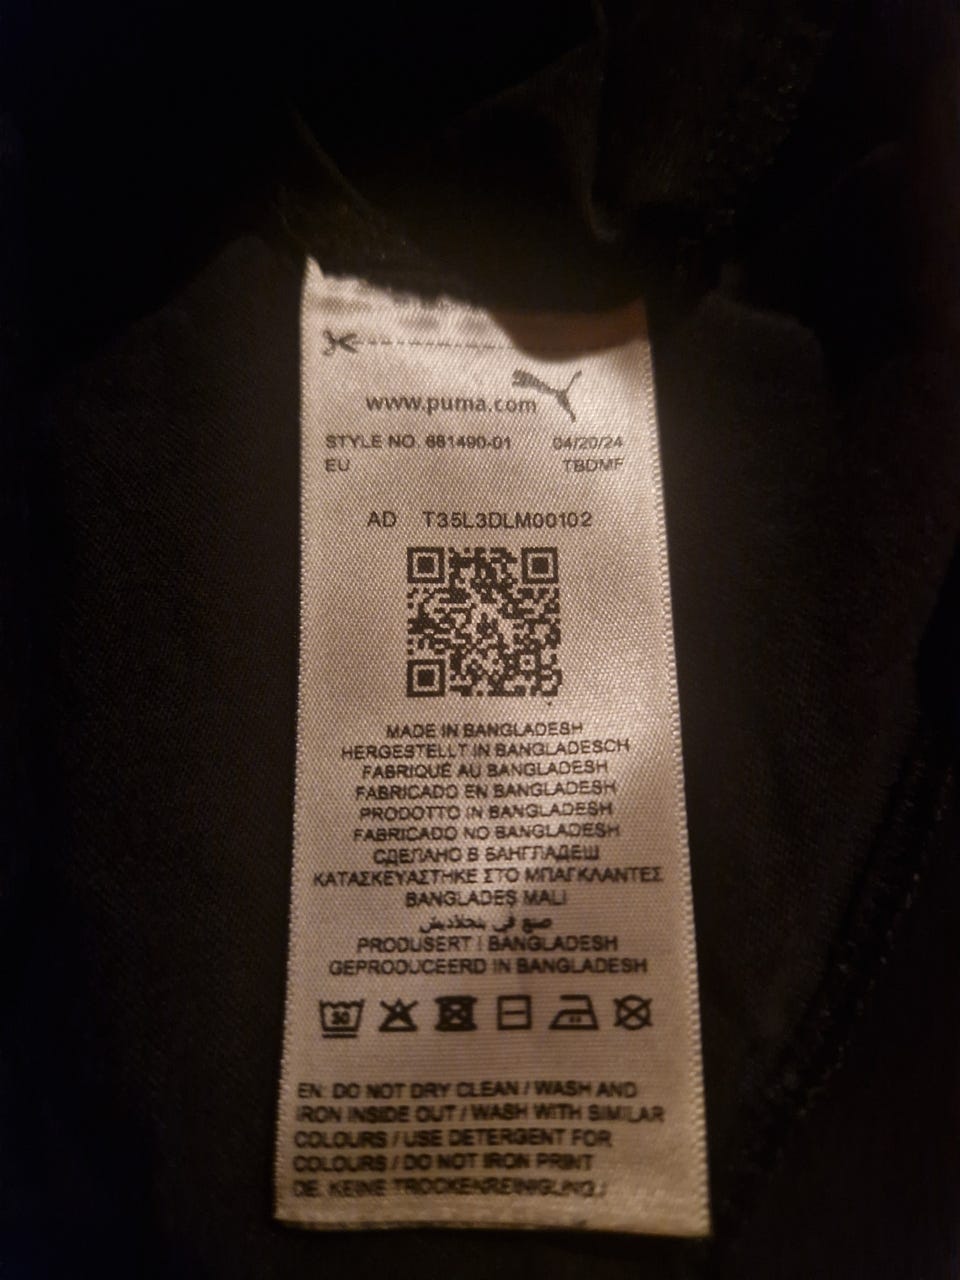 www.puma.com
STYLE NO. 681490-01 04/20/24
EU TBDMF
AD T35L3DLM00102
MADE IN BANGLADESH
HERGESTELLT IN BANGLADESCH
FABRIQUÉ AU BANGLADESH
FABRICADO EN BANGLADESH
PRODOTTO IN BANGLADESH
FABRICADO NO BANGLADESH
СДЕЛАНО В БАНГЛАДЕШ
ΚΑΤΑΣΚΕΥΑΣΤΗΚΕ ΣΤΟ ΜΠΑΓΚΛΑΝΤΕΣ
BANGLADEŞ MALI
صنع في بنجلاديش
PRODUSERT I BANGLADESH
GEPRODUCEERD IN BANGLADESH
30
EN: DO NOT DRY CLEAN / WASH AND
IRON INSIDE OUT / WASH WITH SIMILAR
COLOURS / USE DETERGENT FOR
COLOURS / DO NOT IRON PRINT
DE: KEINE TROCKENREINIGUNG /